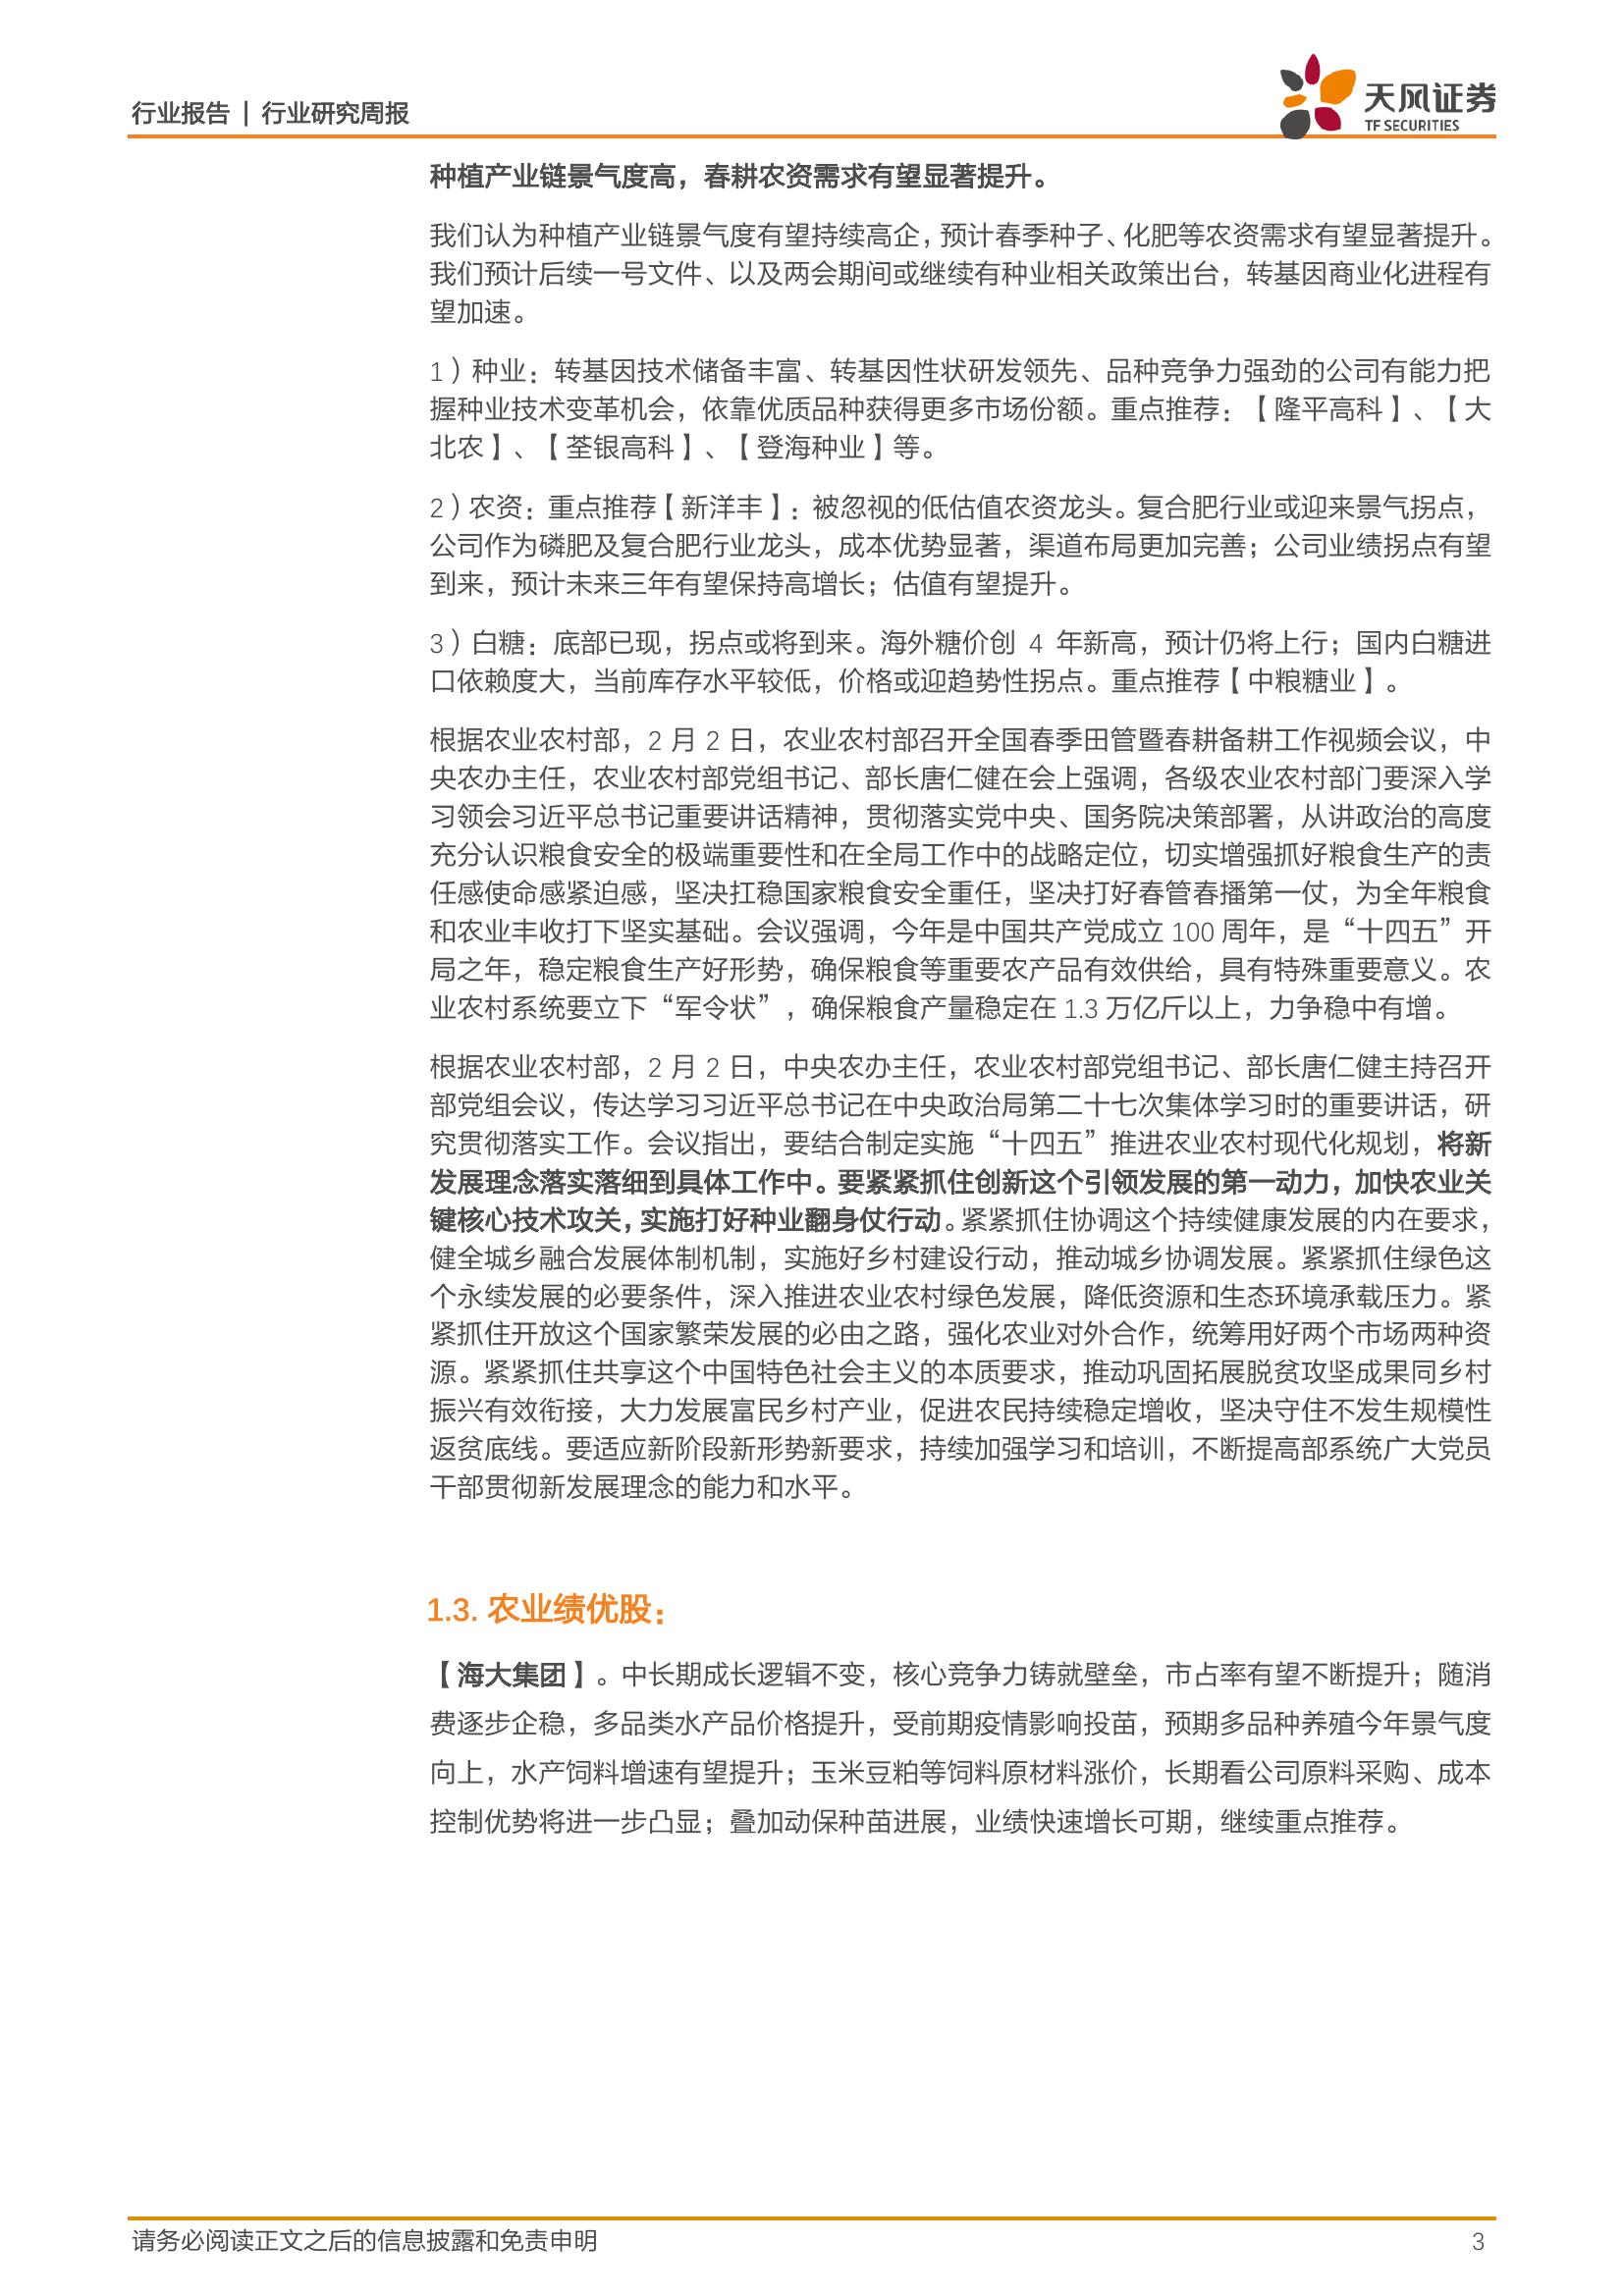 行业报告 | 行业研究周报
天风证券
TF SECURITIES
种植产业链景气度高，春耕农资需求有望显著提升。
我们认为种植产业链景气度有望持续高企，预计春季种子、化肥等农资需求有望显著提升。
我们预计后续一号文件、以及两会期间或继续有种业相关政策出台，转基因商业化进程有
望加速。
1）种业：转基因技术储备丰富、转基因性状研发领先、品种竞争力强劲的公司有能力把
握种业技术变革机会，依靠优质品种获得更多市场份额。重点推荐：【隆平高科】、【大
北农】、【荃银高科】、【登海种业】等。
2）农资：重点推荐【新洋丰】：被忽视的低估值农资龙头。复合肥行业或迎来景气拐点，
公司作为磷肥及复合肥行业龙头，成本优势显著，渠道布局更加完善；公司业绩拐点有望
到来，预计未来三年有望保持高增长；估值有望提升。
3）白糖：底部已现，拐点或将到来。海外糖价创 4 年新高，预计仍将上行；国内白糖进
口依赖度大，当前库存水平较低，价格或迎趋势性拐点。重点推荐【中粮糖业】。
根据农业农村部，2 月 2 日，农业农村部召开全国春季田管暨春耕备耕工作视频会议，中
央农办主任，农业农村部党组书记、部长唐仁健在会上强调，各级农业农村部门要深入学
习领会习近平总书记重要讲话精神，贯彻落实党中央、国务院决策部署，从讲政治的高度
充分认识粮食安全的极端重要性和在全局工作中的战略定位，切实增强抓好粮食生产的责
任感使命感紧迫感，坚决扛稳国家粮食安全重任，坚决打好春管春播第一仗，为全年粮食
和农业丰收打下坚实基础。会议强调，今年是中国共产党成立 100 周年，是“十四五”开
局之年，稳定粮食生产好形势，确保粮食等重要农产品有效供给，具有特殊重要意义。农
业农村系统要立下“军令状”，确保粮食产量稳定在 1.3 万亿斤以上，力争稳中有增。
根据农业农村部，2 月 2 日，中央农办主任，农业农村部党组书记、部长唐仁健主持召开
部党组会议，传达学习习近平总书记在中央政治局第二十七次集体学习时的重要讲话，研
究贯彻落实工作。会议指出，要结合制定实施“十四五”推进农业农村现代化规划，将新
发展理念落实落细到具体工作中。要紧紧抓住创新这个引领发展的第一动力，加快农业关
键核心技术攻关，实施打好种业翻身仗行动。紧紧抓住协调这个持续健康发展的内在要求，
健全城乡融合发展体制机制，实施好乡村建设行动，推动城乡协调发展。紧紧抓住绿色这
个永续发展的必要条件，深入推进农业农村绿色发展，降低资源和生态环境承载压力。紧
紧抓住开放这个国家繁荣发展的必由之路，强化农业对外合作，统筹用好两个市场两种资
源。紧紧抓住共享这个中国特色社会主义的本质要求，推动巩固拓展脱贫攻坚成果同乡村
振兴有效衔接，大力发展富民乡村产业，促进农民持续稳定增收，坚决守住不发生规模性
返贫底线。要适应新阶段新形势新要求，持续加强学习和培训，不断提高部系统广大党员
干部贯彻新发展理念的能力和水平。
1.3. 农业绩优股：
【海大集团】。中长期成长逻辑不变，核心竞争力铸就壁垒，市占率有望不断提升；随消
费逐步企稳，多品类水产品价格提升，受前期疫情影响投苗，预期多品种养殖今年景气度
向上，水产饲料增速有望提升；玉米豆粕等饲料原材料涨价，长期看公司原料采购、成本
控制优势将进一步凸显；叠加动保种苗进展，业绩快速增长可期，继续重点推荐。
请务必阅读正文之后的信息披露和免责申明
3